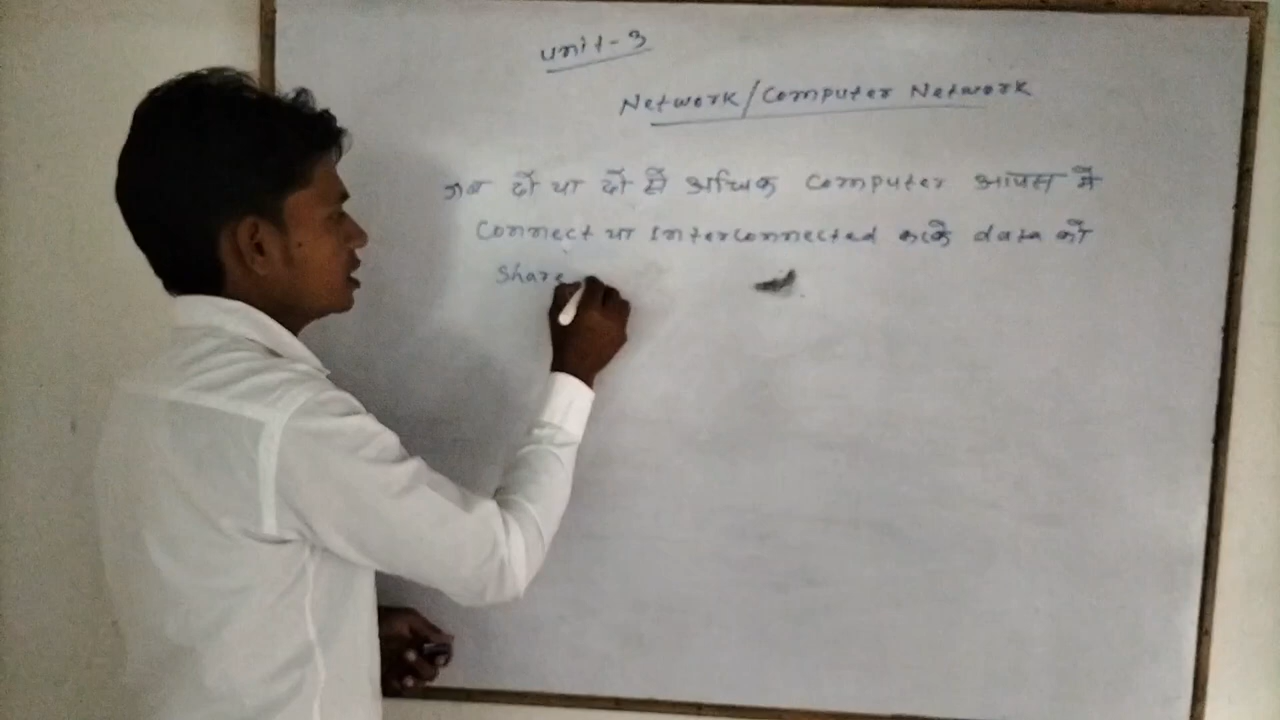 Unit-3
Network/Computer Network
जब दो या दो से अधिक Computer आपस में
Connect या Interconnected करके data को
Share